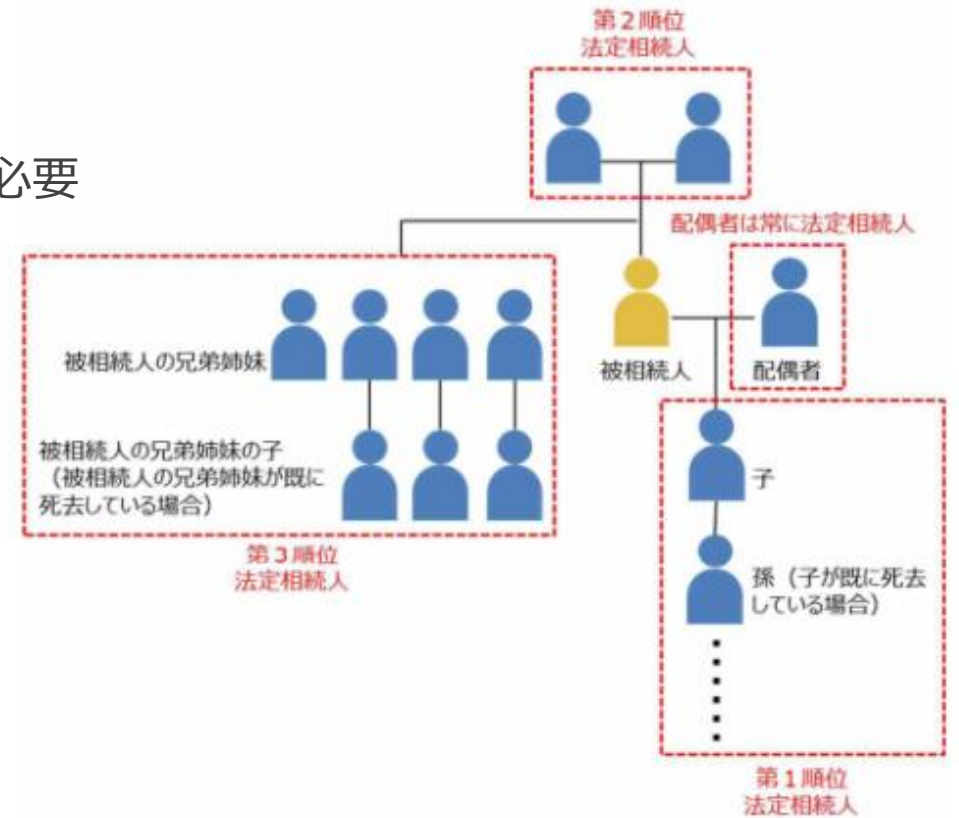 第２順位
法定相続人
必要
配偶者は常に法定相続人
被相続人の兄弟姉妹
被相続人
配偶者
被相続人の兄弟姉妹の子
（被相続人の兄弟姉妹が既に
死去している場合）
子
第３順位
法定相続人
孫（子が既に死去
している場合）
第１順位
法定相続人